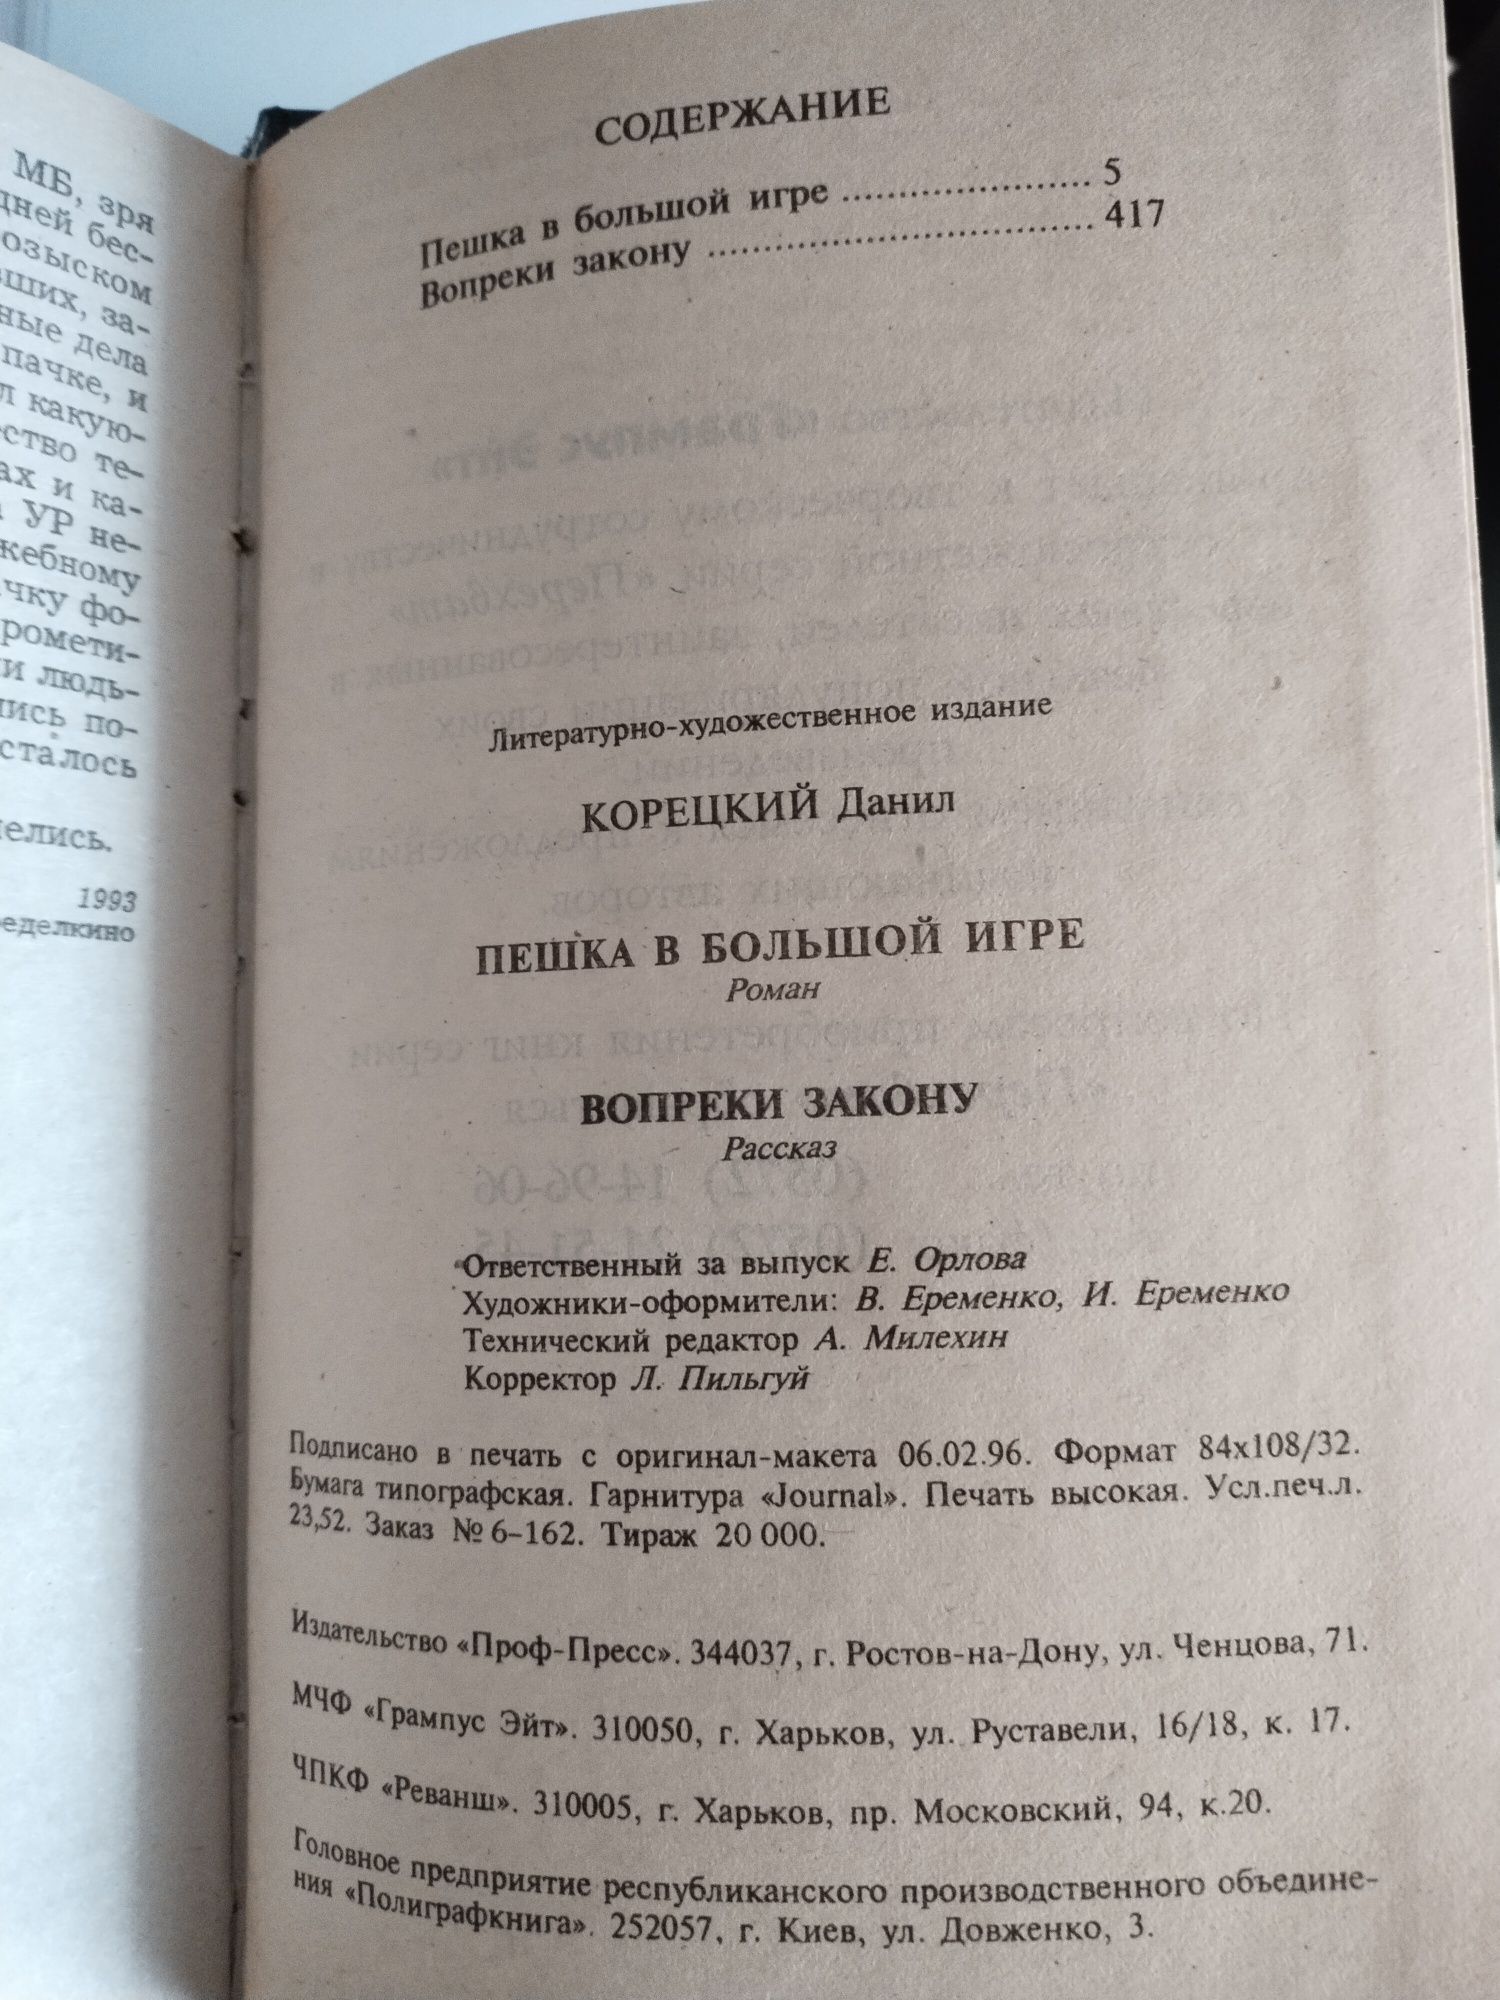 МБ, зря
дней бес-
розыском
вших, за-
ные дела
пачке, и
л какую-
ство те-
ах и ка-
УР не-
жебному
чку фо-
ромети-
и людь-
ись по-
сталось
елись.
1993
еделкино
СОДЕРЖАНИЕ
Пешка в большой игре ........................ 5
Вопреки закону .................................... 417
Литературно-художественное издание
КОРЕЦКИЙ Данил
ПЕШКА В БОЛЬШОЙ ИГРЕ
Роман
ВОПРЕКИ ЗАКОНУ
Рассказ
Ответственный за выпуск Е. Орлова
Художники-оформители: В. Еременко, И. Еременко
Технический редактор А. Милехин
Корректор Л. Пильгуй
Подписано в печать с оригинал-макета 06.02.96. Формат 84х108/32.
Бумага типографская. Гарнитура «Journal». Печать высокая. Усл.печ.л.
23,52. Заказ № 6-162. Тираж 20 000.
Издательство «Проф-Пресс». 344037, г. Ростов-на-Дону, ул. Ченцова, 71.
МЧФ «Грампус Эйт». 310050, г. Харьков, ул. Руставели, 16/18, к. 17.
ЧПКФ «Реванш». 310005, г. Харьков, пр. Московский, 94, к.20.
Головное предприятие республиканского производственного объедине-
ния «Полиграфкнига». 252057, г. Киев, ул. Довженко, 3.